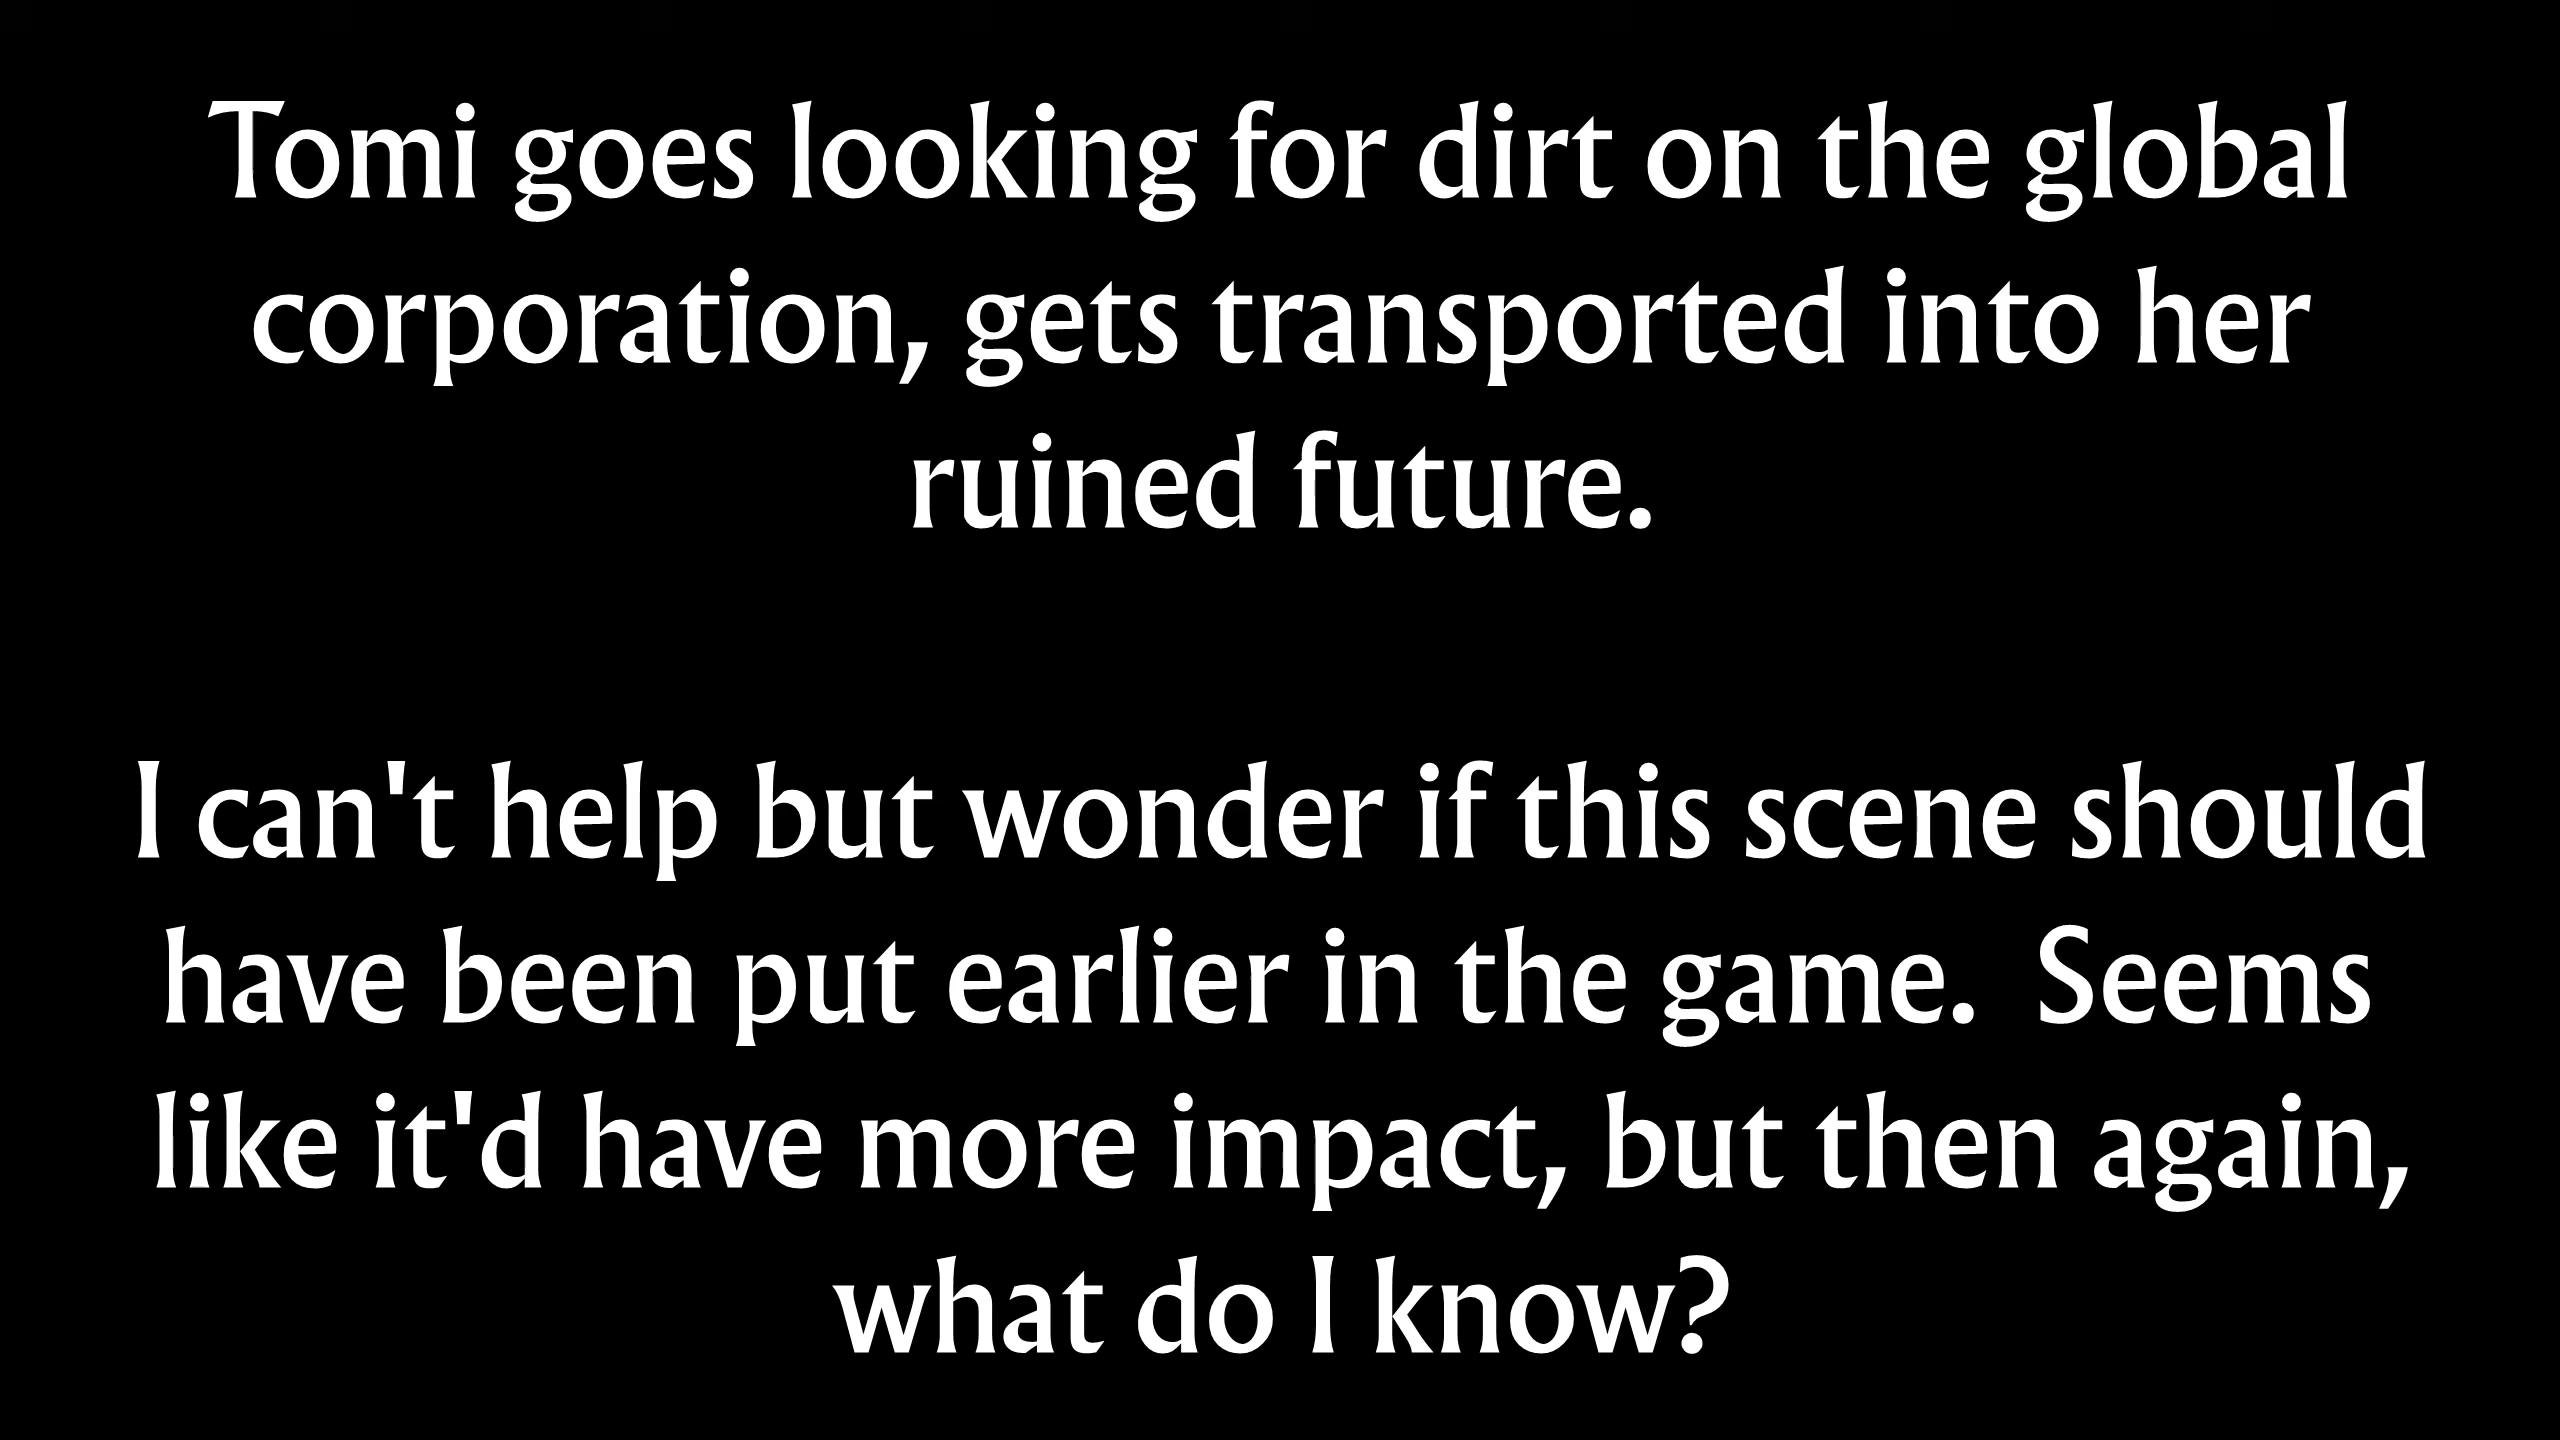 Tomi goes looking for dirt on the global
corporation, gets transported into her
ruined future.
I can't help but wonder if this scene should
have been put earlier in the game.  Seems
like it'd have more impact, but then again,
what do I know?